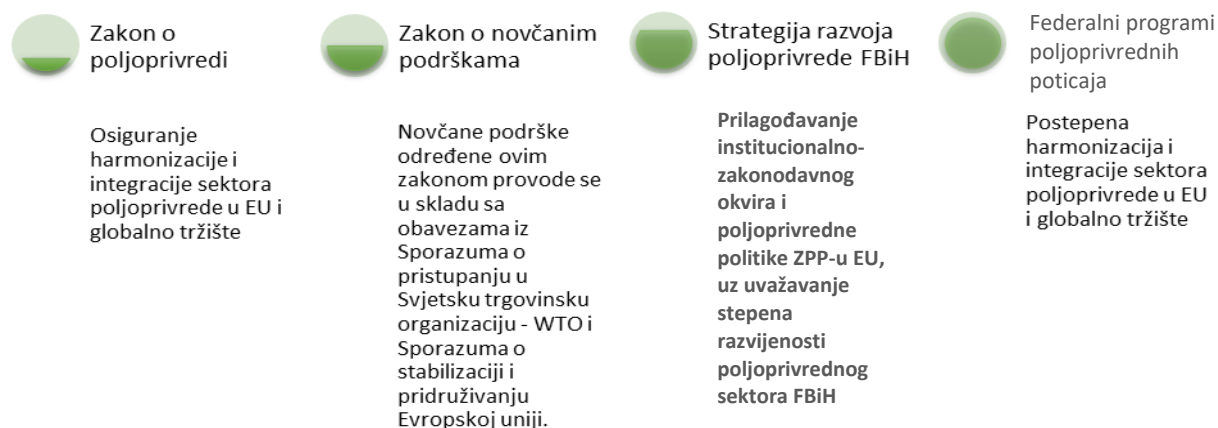 Zakon o
poljoprivredi
Osiguranje
harmonizacije i
integracije sektora
poljoprivrede u EU i
globalno tržište
Zakon o novčanim
podrškama
Novčane podrške
određene ovim
zakonom provode se
u skladu sa
obavezama iz
Sporazuma o
pristupanju u
Svjetsku trgovinsku
organizaciju - WTO i
Sporazuma o
stabilizaciji i
pridruživanju
Evropskoj uniji.
Strategija razvoja
poljoprivrede FBiH
Prilagođavanje
institucionalno-
zakonodavnog
okvira i
poljoprivredne
politike ZPP-u EU,
uz uvažavanje
stepena
razvijenosti
poljoprivrednog
sektora FBiH
Federalni programi
poljoprivrednih
poticaja
Postepena
harmonizacija i
integracija sektora
poljoprivrede u EU
i globalno tržište